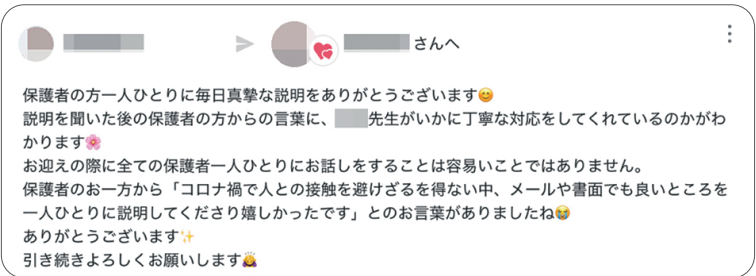 さんへ
保護者の方一人ひとりに毎日真摯な説明をありがとうございます😊
説明を聞いた後の保護者の方からの言葉に、 先生がいかに丁寧な対応をしてくれているのかがわ
かります🌸
お迎えの際に全ての保護者一人ひとりにお話しをすることは容易いことではありません。
保護者のお一方から「コロナ禍で人との接触を避けざるを得ない中、メールや書面でも良いところを
一人ひとりに説明してくださり嬉しかったです」とのお言葉がありましたね😭
ありがとうございます✨
引き続きよろしくお願いします🙇‍♀️